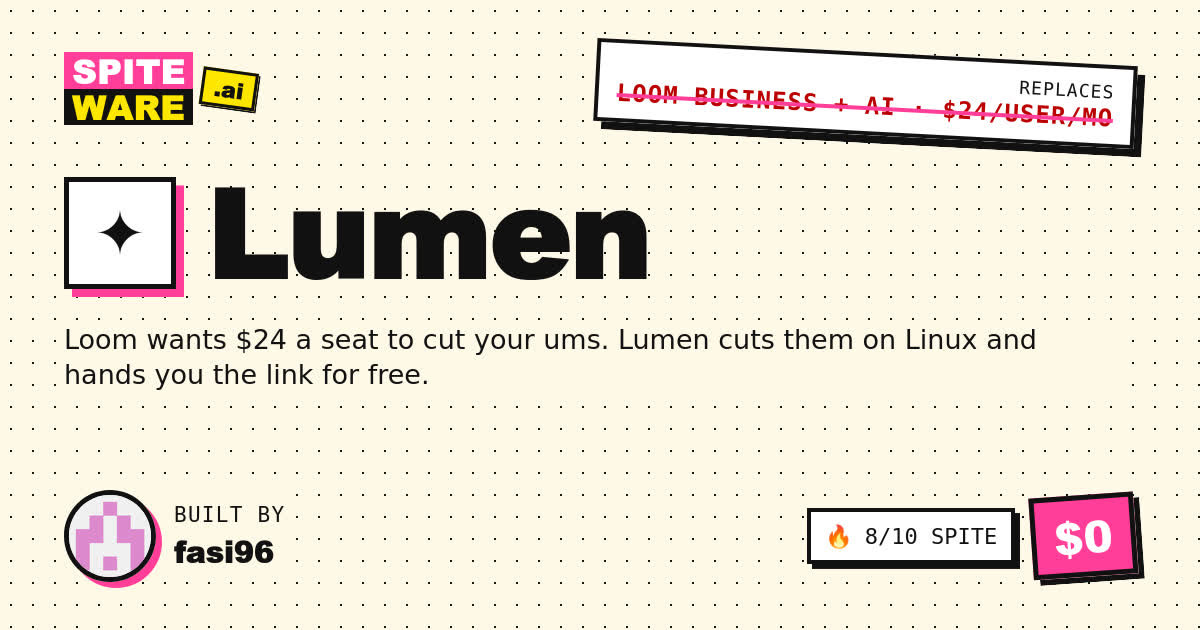 SPITE
WARE
.ai
REPLACES
LOOM BUSINESS + AI · $24/USER/MO
Lumen
Loom wants $24 a seat to cut your ums. Lumen cuts them on Linux and
hands you the link for free.
BUILT BY
fasi96
🔥 8/10 SPITE
$0